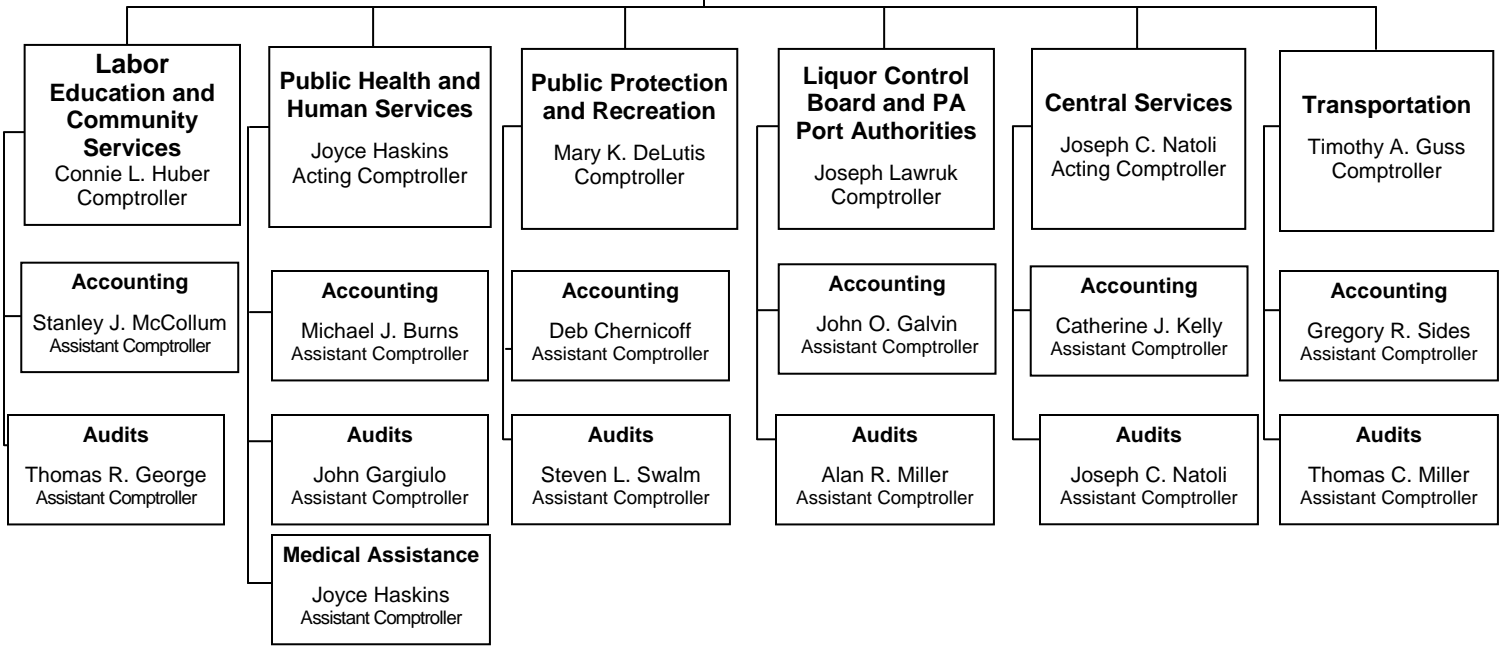 Labor
Education and
Community
Services
Connie L. Huber
Comptroller
Accounting
Stanley J. McCollum
Assistant Comptroller
Audits
Thomas R. George
Assistant Comptroller
Public Health and
Human Services
Joyce Haskins
Acting Comptroller
Accounting
Michael J. Burns
Assistant Comptroller
Audits
John Gargiulo
Assistant Comptroller
Medical Assistance
Joyce Haskins
Assistant Comptroller
Public Protection
and Recreation
Mary K. DeLutis
Comptroller
Accounting
Deb Chernicoff
Assistant Comptroller
Audits
Steven L. Swalm
Assistant Comptroller
Liquor Control
Board and PA
Port Authorities
Joseph Lawruk
Comptroller
Accounting
John O. Galvin
Assistant Comptroller
Audits
Alan R. Miller
Assistant Comptroller
Central Services
Joseph C. Natoli
Acting Comptroller
Accounting
Catherine J. Kelly
Assistant Comptroller
Audits
Joseph C. Natoli
Assistant Comptroller
Transportation
Timothy A. Guss
Comptroller
Accounting
Gregory R. Sides
Assistant Comptroller
Audits
Thomas C. Miller
Assistant Comptroller